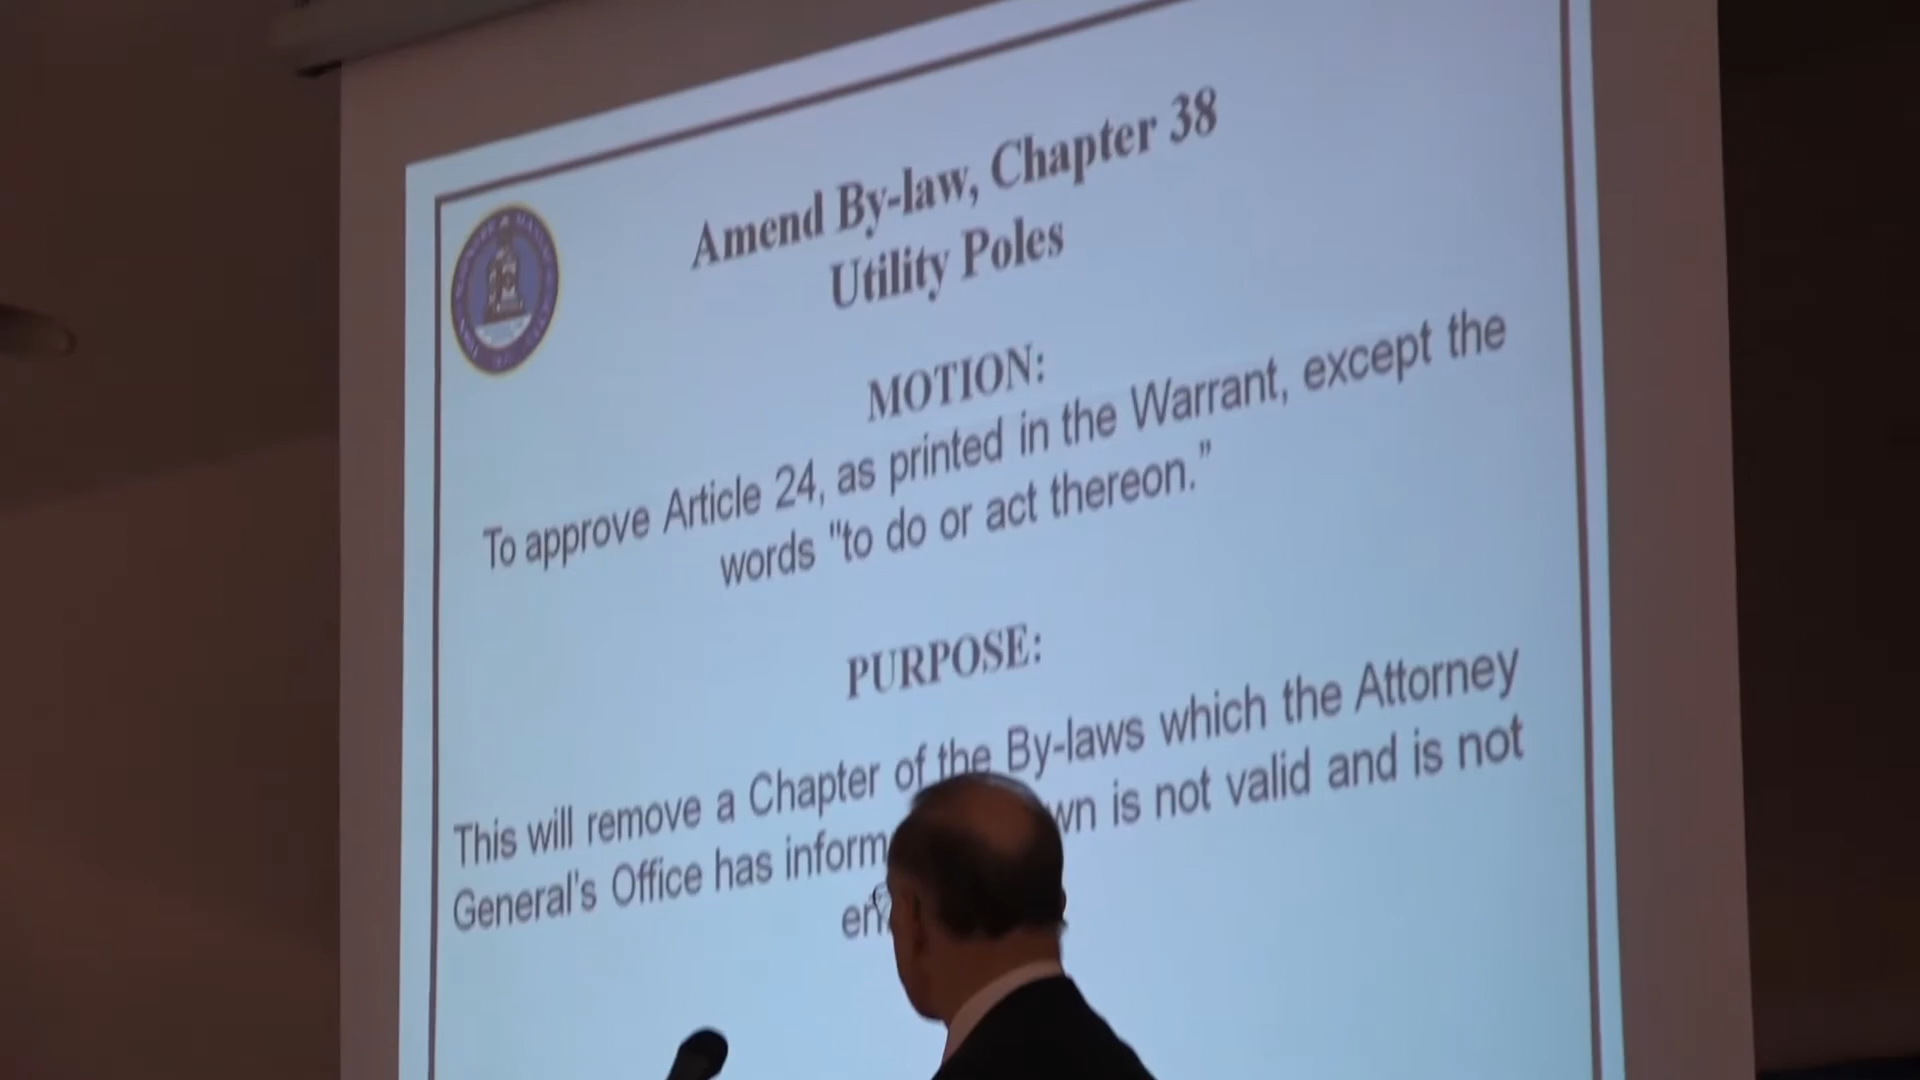 Amend By-law, Chapter 38
Utility Poles
MOTION:
To approve Article 24, as printed in the Warrant, except the
words "to do or act thereon."
PURPOSE:
This will remove a Chapter of the By-laws which the Attorney
General's Office has is not valid and is not